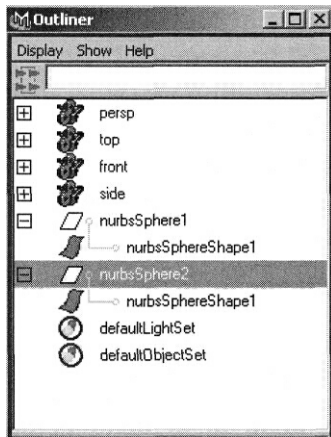 Outliner
Display Show Help
persp
top
front
side
nurbsSphere1
nurbsSphereShape1
nurbsSphere2
nurbsSphereShape1
defaultLightSet
defaultObjectSet